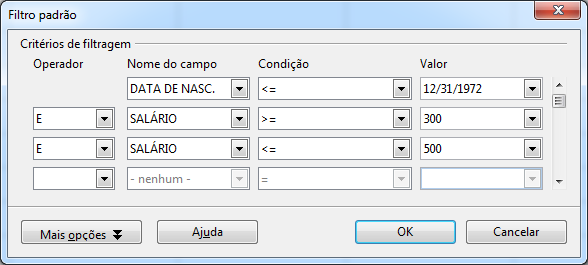 Filtro padrão
Critérios de filtragem
Operador Nome do campo Condição Valor
DATA DE NASC. <= 12/31/1972
E SALÁRIO >= 300
E SALÁRIO <= 500
- nenhum - =
Mais opções Ajuda OK Cancelar